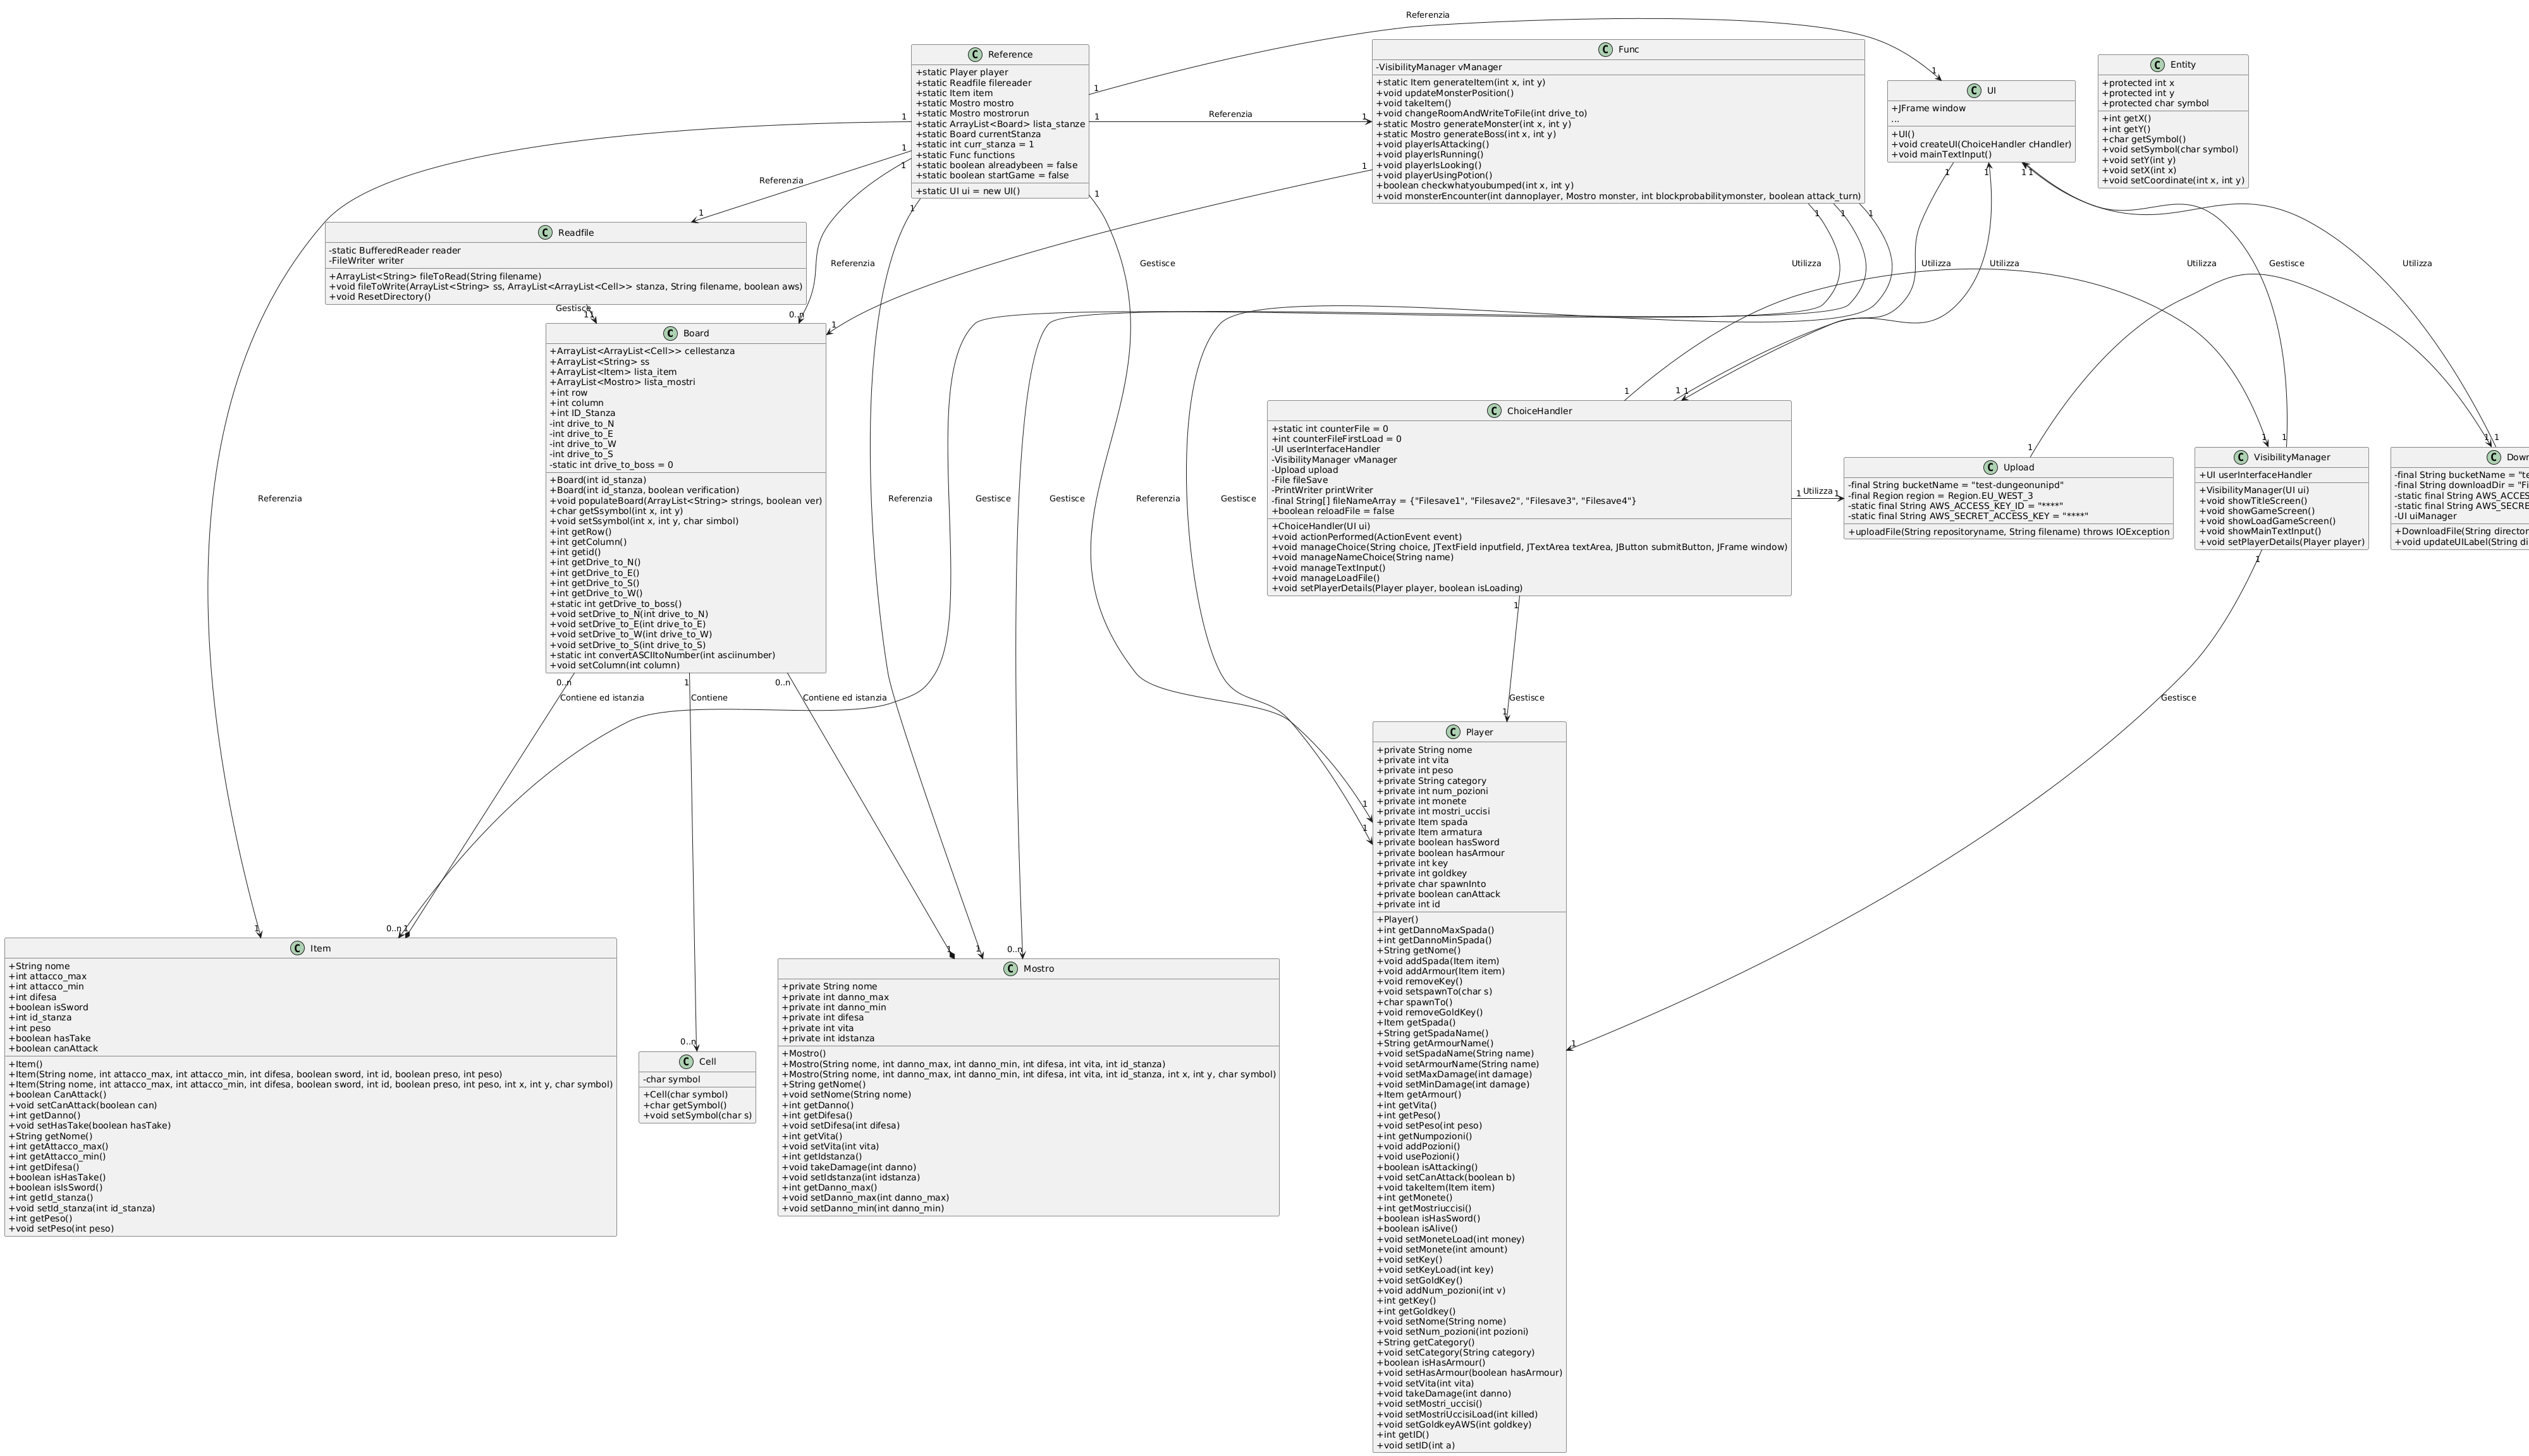 Referenzia
C Reference
+static Player player
+static Readfile filereader
+static Item item
+static Mostro mostro
+static Mostro mostrorun
+static ArrayList<Board> lista_stanze
+static Board currentStanza
+static int curr_stanza = 1
+static Func functions
+static boolean alreadybeen = false
+static boolean startGame = false
+static UI ui = new UI()
C Func
-VisibilityManager vManager
+static Item generateItem(int x, int y)
+void updateMonsterPosition()
+void takeItem()
+void changeRoomAndWriteToFile(int drive_to)
+static Mostro generateMonster(int x, int y)
+static Mostro generateBoss(int x, int y)
+void playerIsAttacking()
+void playerIsRunning()
+void playerIsLooking()
+void playerUsingPotion()
+boolean checkwhatyoubumped(int x, int y)
+void monsterEncounter(int dannoplayer, Mostro monster, int blockprobabilitymonster, boolean attack_turn)
C UI
+JFrame window
...
+UI()
+void createUI(ChoiceHandler cHandler)
+void mainTextInput()
C Entity
+protected int x
+protected int y
+protected char symbol
+int getX()
+int getY()
+char getSymbol()
+void setSymbol(char symbol)
+void setY(int y)
+void setX(int x)
+void setCoordinate(int x, int y)
1
1
1 Referenzia 1
1
1
1
1
1
1
1
Referenzia
1
C Readfile
-static BufferedReader reader
-FileWriter writer
+ArrayList<String> fileToRead(String filename)
+void fileToWrite(ArrayList<String> ss, ArrayList<ArrayList<Cell>> stanza, String filename, boolean aws)
+void ResetDirectory()
1
1
1
1
1
1
1
Referenzia
Gestisce
Utilizza
Utilizza
Utilizza
Utilizza
Gestisce
Utilizza
Gestisce
1
1
0..n
1
C Board
+ArrayList<ArrayList<Cell>> cellestanza
+ArrayList<String> ss
+ArrayList<Item> lista_item
+ArrayList<Mostro> lista_mostri
+int row
+int column
+int ID_Stanza
-int drive_to_N
-int drive_to_E
-int drive_to_W
-int drive_to_S
-static int drive_to_boss = 0
+Board(int id_stanza)
+Board(int id_stanza, boolean verification)
+void populateBoard(ArrayList<String> strings, boolean ver)
+char getSsymbol(int x, int y)
+void setSsymbol(int x, int y, char simbol)
+int getRow()
+int getColumn()
+int getid()
+int getDrive_to_N()
+int getDrive_to_E()
+int getDrive_to_S()
+int getDrive_to_W()
+static int getDrive_to_boss()
+void setDrive_to_N(int drive_to_N)
+void setDrive_to_E(int drive_to_E)
+void setDrive_to_W(int drive_to_W)
+void setDrive_to_S(int drive_to_S)
+static int convertASCIItoNumber(int asciinumber)
+void setColumn(int column)
1
1
1
C ChoiceHandler
+static int counterFile = 0
+int counterFileFirstLoad = 0
-UI userInterfaceHandler
-VisibilityManager vManager
-Upload upload
-File fileSave
-PrintWriter printWriter
-final String[] fileNameArray = {"Filesave1", "Filesave2", "Filesave3", "Filesave4"}
+boolean reloadFile = false
+ChoiceHandler(UI ui)
+void actionPerformed(ActionEvent event)
+void manageChoice(String choice, JTextField inputfield, JTextArea textArea, JButton submitButton, JFrame window)
+void manageNameChoice(String name)
+void manageTextInput()
+void manageLoadFile()
+void setPlayerDetails(Player player, boolean isLoading)
1 Utilizza 1
1
C Upload
-final String bucketName = "test-dungeonunipd"
-final Region region = Region.EU_WEST_3
-static final String AWS_ACCESS_KEY_ID = "****"
-static final String AWS_SECRET_ACCESS_KEY = "****"
+uploadFile(String repositoryname, String filename) throws IOException
1
1
C VisibilityManager
+UI userInterfaceHandler
+VisibilityManager(UI ui)
+void showTitleScreen()
+void showGameScreen()
+void showLoadGameScreen()
+void showMainTextInput()
+void setPlayerDetails(Player player)
1
1
C Down
-final String bucketName = "te
-final String downloadDir = "Fi
-static final String AWS_ACCES
-static final String AWS_SECRE
-UI uiManager
+DownloadFile(String director
+void updateUILabel(String di
Referenzia
Referenzia
Gestisce
Gestisce
Referenzia
Gestisce
0..n
1
0..n
1
1
Contiene ed istanzia
Contiene
Contiene ed istanzia
Gestisce
Gestisce
1
C Player
+private String nome
+private int vita
+private int peso
+private String category
+private int num_pozioni
+private int monete
+private int mostri_uccisi
+private Item spada
+private Item armatura
+private boolean hasSword
+private boolean hasArmour
+private int key
+private int goldkey
+private char spawnInto
+private boolean canAttack
+private int id
+Player()
+int getDannoMaxSpada()
+int getDannoMinSpada()
+String getNome()
+void addSpada(Item item)
+void addArmour(Item item)
+void removeKey()
+void setspawnTo(char s)
+char spawnTo()
+void removeGoldKey()
+Item getSpada()
+String getSpadaName()
+String getArmourName()
+void setSpadaName(String name)
+void setArmourName(String name)
+void setMaxDamage(int damage)
+void setMinDamage(int damage)
+Item getArmour()
+int getVita()
+int getPeso()
+void setPeso(int peso)
+int getNumpozioni()
+void addPozioni()
+void usePozioni()
+boolean isAttacking()
+void setCanAttack(boolean b)
+void takeItem(Item item)
+int getMonete()
+int getMostriuccisi()
+boolean isHasSword()
+boolean isAlive()
+void setMoneteLoad(int money)
+void setMonete(int amount)
+void setKey()
+void setKeyLoad(int key)
+void setGoldKey()
+void addNum_pozioni(int v)
+int getKey()
+int getGoldkey()
+void setNome(String nome)
+void setNum_pozioni(int pozioni)
+String getCategory()
+void setCategory(String category)
+boolean isHasArmour()
+void setHasArmour(boolean hasArmour)
+void setVita(int vita)
+void takeDamage(int danno)
+void setMostri_uccisi()
+void setMostriUccisiLoad(int killed)
+void setGoldkeyAWS(int goldkey)
+int getID()
+void setID(int a)
1
1
1
1
0..n
1
C Item
+String nome
+int attacco_max
+int attacco_min
+int difesa
+boolean isSword
+int id_stanza
+int peso
+boolean hasTake
+boolean canAttack
+Item()
+Item(String nome, int attacco_max, int attacco_min, int difesa, boolean sword, int id, boolean preso, int peso)
+Item(String nome, int attacco_max, int attacco_min, int difesa, boolean sword, int id, boolean preso, int peso, int x, int y, char symbol)
+boolean CanAttack()
+void setCanAttack(boolean can)
+int getDanno()
+void setHasTake(boolean hasTake)
+String getNome()
+int getAttacco_max()
+int getAttacco_min()
+int getDifesa()
+boolean isHasTake()
+boolean isIsSword()
+int getId_stanza()
+void setId_stanza(int id_stanza)
+int getPeso()
+void setPeso(int peso)
0..n
C Cell
-char symbol
+Cell(char symbol)
+char getSymbol()
+void setSymbol(char s)
1
1
0..n
C Mostro
+private String nome
+private int danno_max
+private int danno_min
+private int difesa
+private int vita
+private int idstanza
+Mostro()
+Mostro(String nome, int danno_max, int danno_min, int difesa, int vita, int id_stanza)
+Mostro(String nome, int danno_max, int danno_min, int difesa, int vita, int id_stanza, int x, int y, char symbol)
+String getNome()
+void setNome(String nome)
+int getDanno()
+int getDifesa()
+void setDifesa(int difesa)
+int getVita()
+void setVita(int vita)
+int getIdstanza()
+void takeDamage(int danno)
+void setIdstanza(int idstanza)
+int getDanno_max()
+void setDanno_max(int danno_max)
+void setDanno_min(int danno_min)